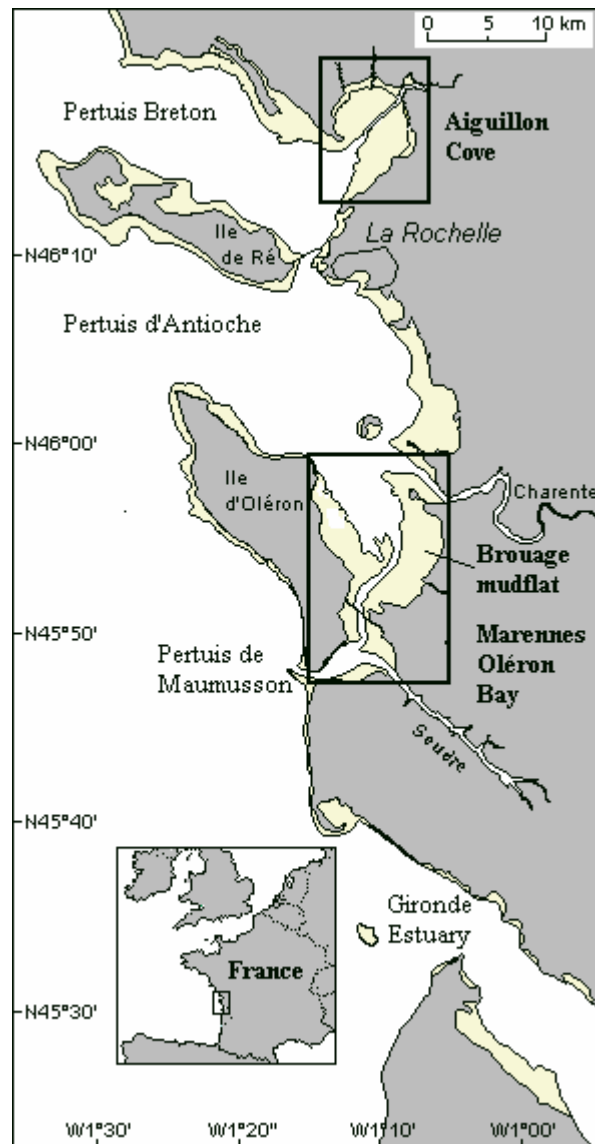 0 5 10 km
Pertuis Breton
Aiguillon
Cove
Ile
de Ré
La Rochelle
N46°10'
Pertuis d'Antioche
N46°00'
Ile
d'Oléron
Charente
Brouage
mudflat
N45°50'
Marennes
Oléron
Bay
Pertuis de
Maumusson
Seudre
N45°40'
Gironde
Estuary
France
N45°30'
W1°30' W1°20' W1°10' W1°00'